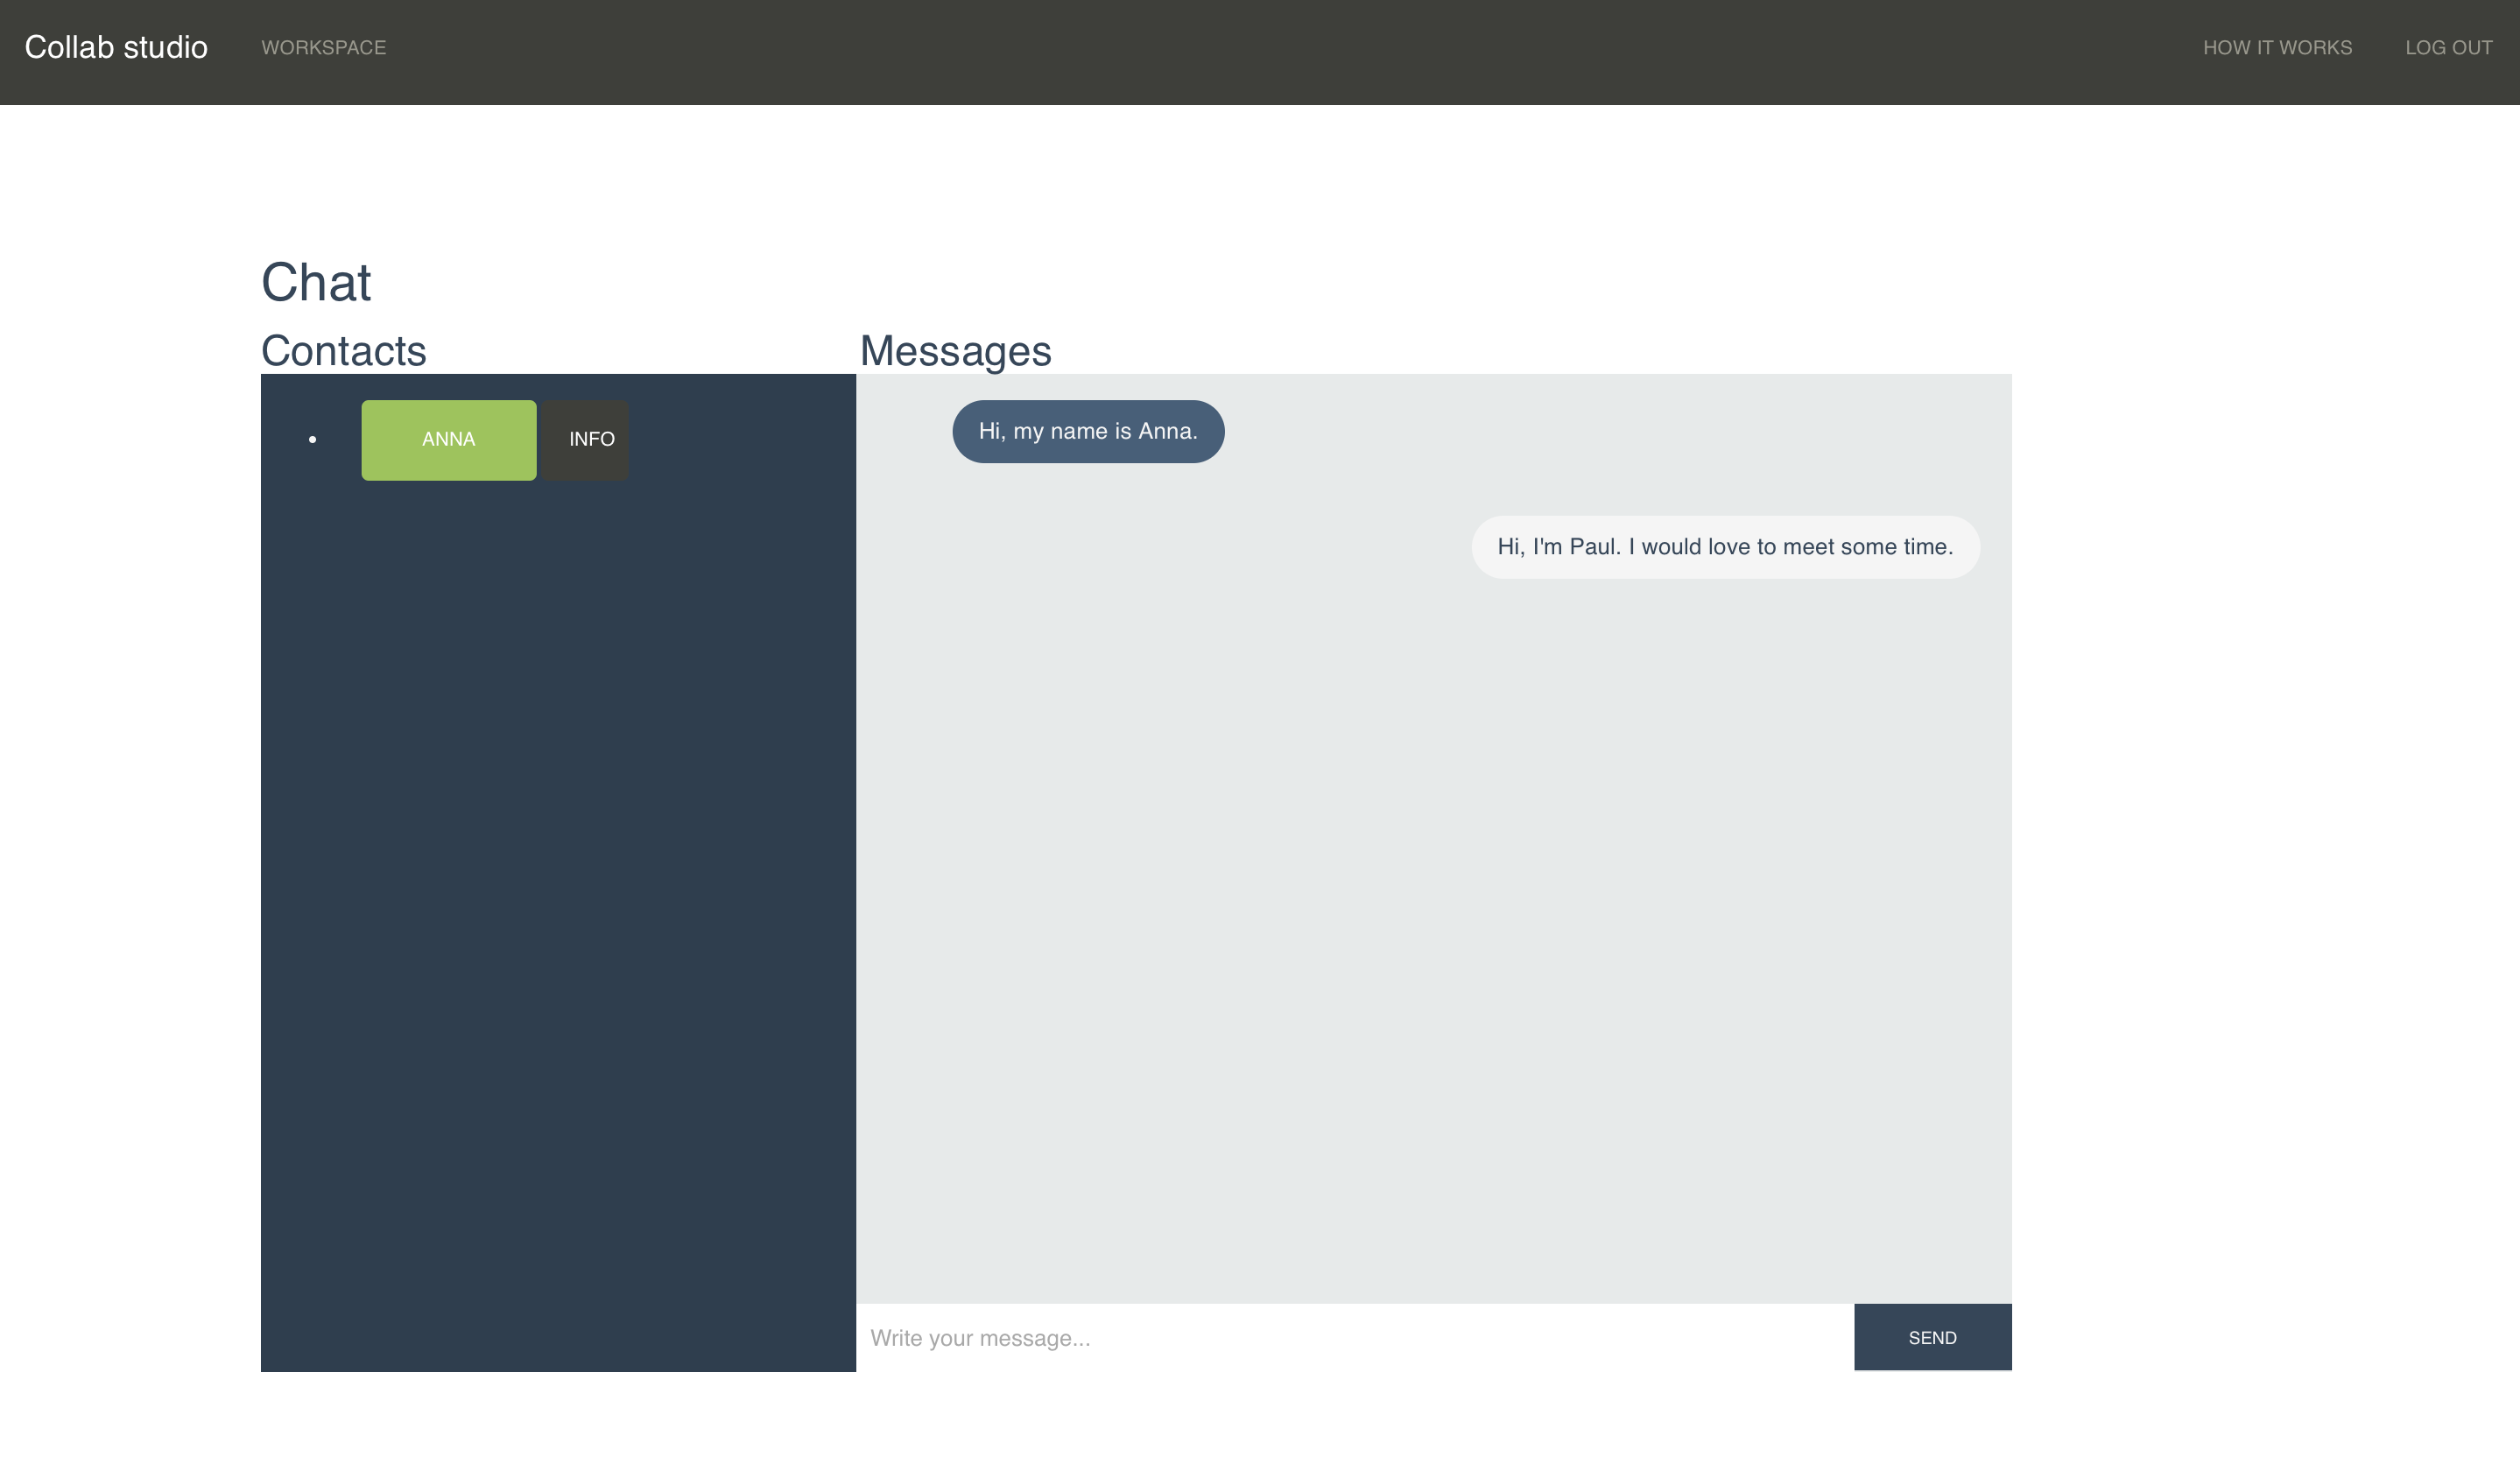 Collab studio
WORKSPACE
HOW IT WORKS
LOG OUT
Chat
Contacts
Messages
ANNA
INFO
Hi, my name is Anna.
Hi, I'm Paul. I would love to meet some time.
Write your message...
SEND